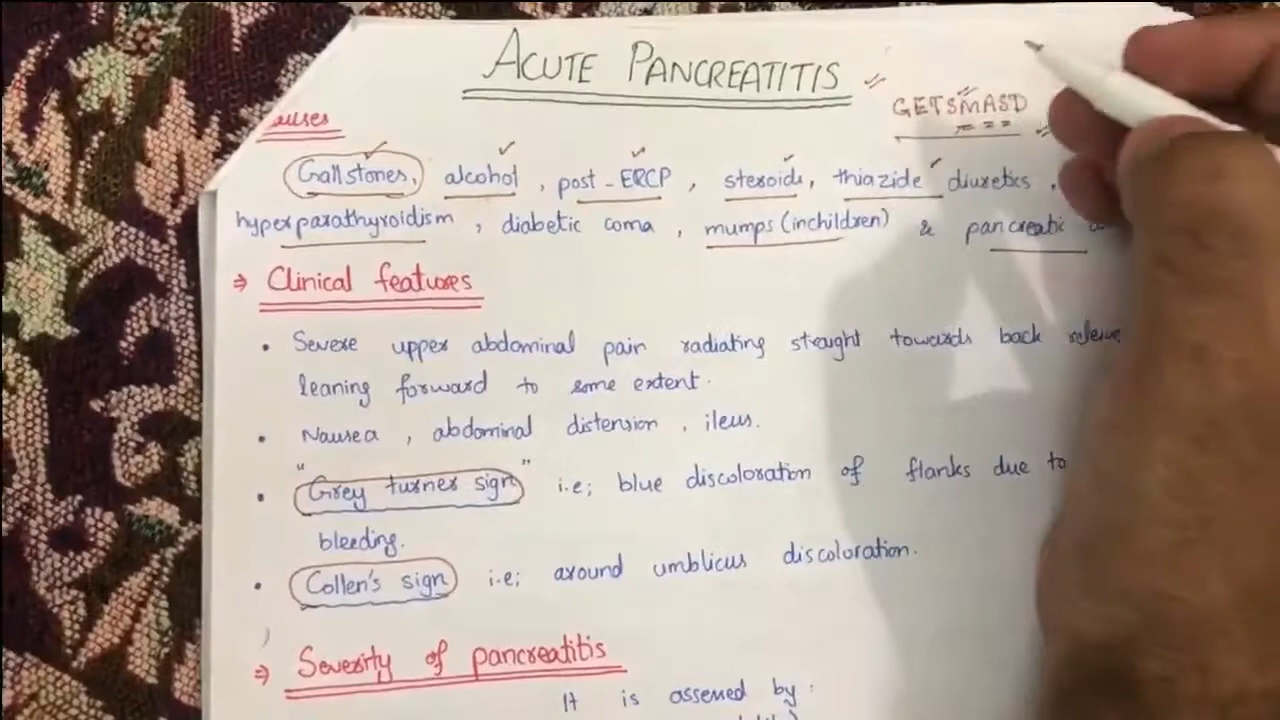 ACUTE PANCREATITIS
GETSMASD
auses
Gallstones, alcohol, post-ERCP, steroids, thiazide diuretics,
hyperparathyroidism, diabetic coma, mumps (inchildren) & pancreatic
⇒ Clinical features
• Severe upper abdominal pain radiating straight towards back
leaning forward to some extent.
• Nausea, abdominal distension, ileus.
• "Grey turner sign" i.e; blue discoloration of flanks due to
bleeding.
• Collen's sign i.e; around umblicus discoloration.
⇒ Severity of pancreatitis
It is assessed by: